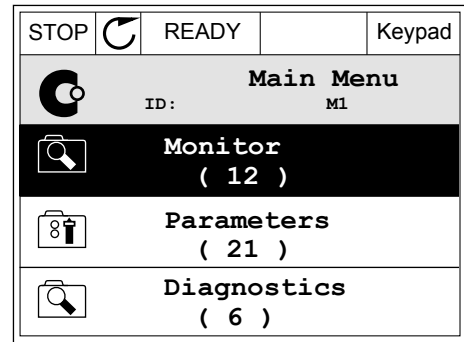 STOP READY Keypad
Main Menu
ID: M1
Monitor
( 12 )
Parameters
( 21 )
Diagnostics
( 6 )